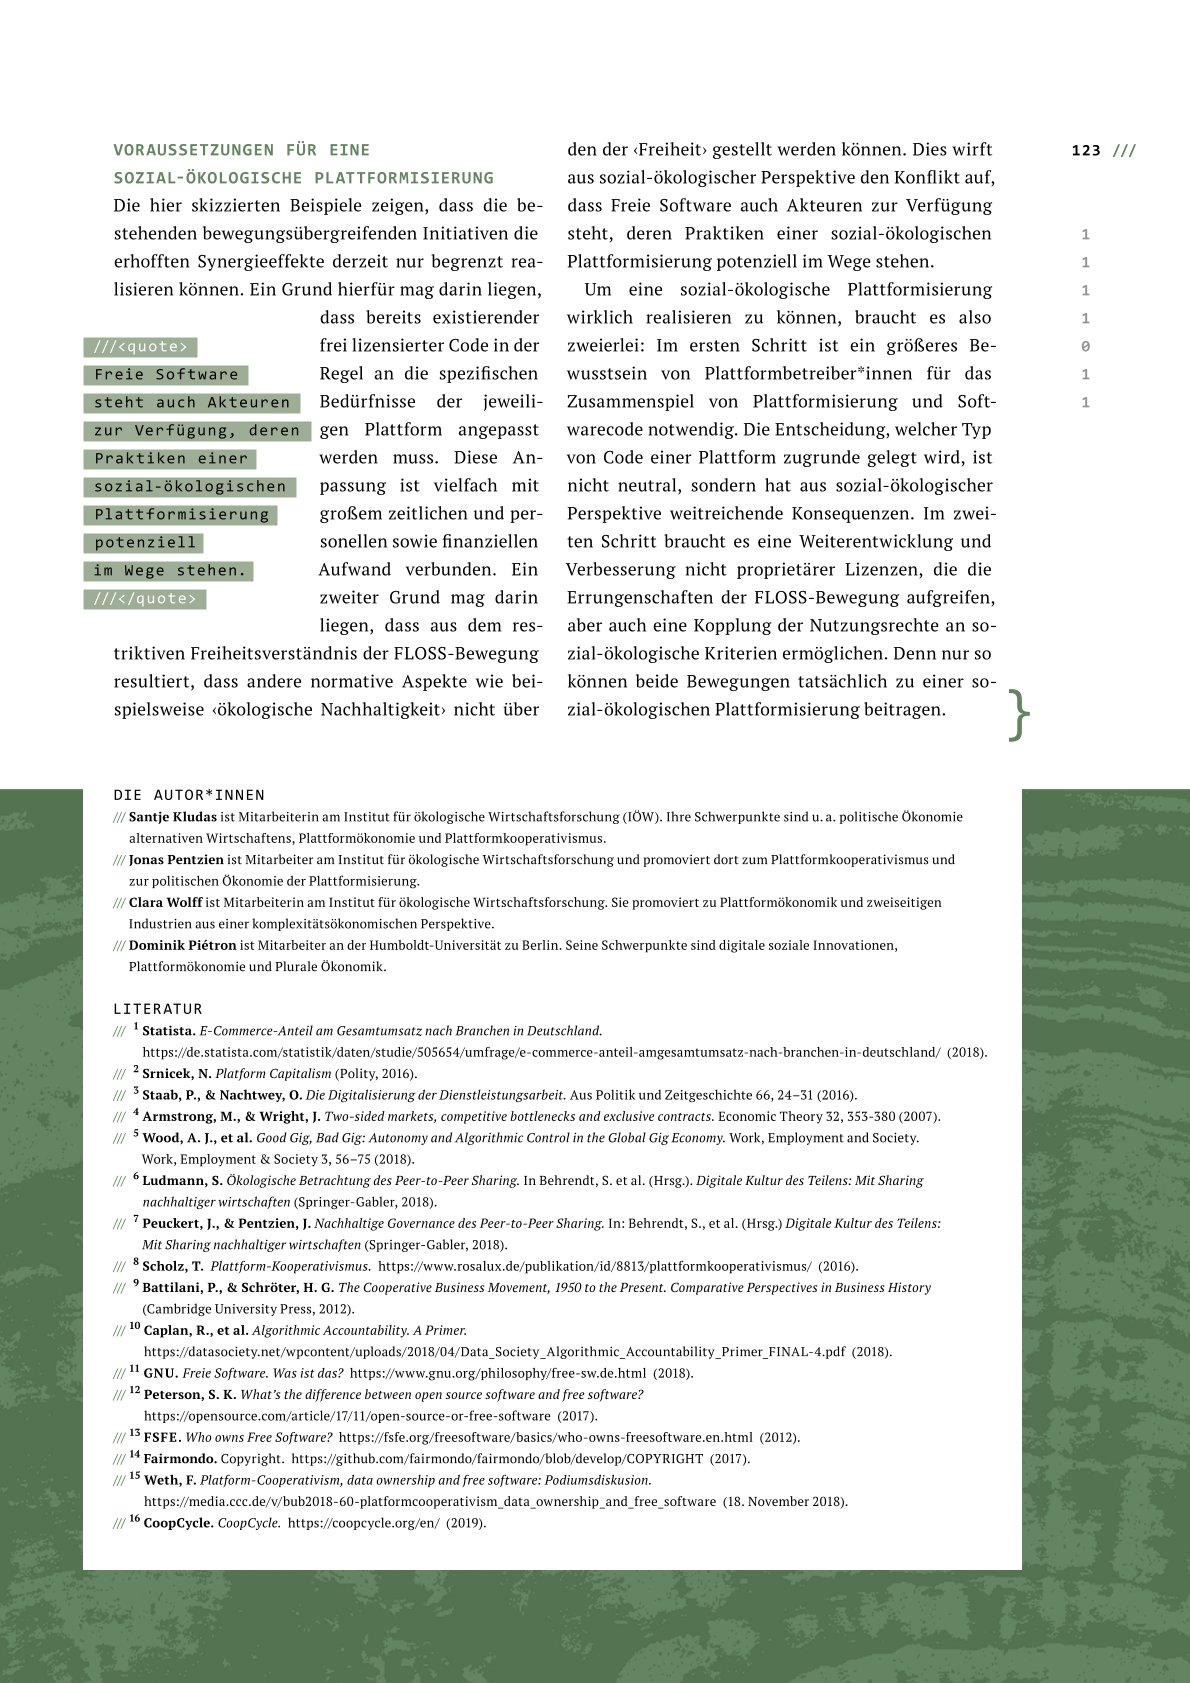 VORAUSSETZUNGEN FÜR EINE
SOZIAL-ÖKOLOGISCHE PLATTFORMISIERUNG
Die hier skizzierten Beispiele zeigen, dass die be-
stehenden bewegungsübergreifenden Initiativen die
erhofften Synergieeffekte derzeit nur begrenzt rea-
lisieren können. Ein Grund hierfür mag darin liegen,
dass bereits existierender
frei lizensierter Code in der
Regel an die spezifischen
Bedürfnisse der jeweili-
gen Plattform angepasst
werden muss. Diese An-
passung ist vielfach mit
großem zeitlichen und per-
sonellen sowie finanziellen
Aufwand verbunden. Ein
zweiter Grund mag darin
liegen, dass aus dem res-
triktiven Freiheitsverständnis der FLOSS-Bewegung
resultiert, dass andere normative Aspekte wie bei-
spielsweise ‹ökologische Nachhaltigkeit› nicht über
///<quote>
Freie Software
steht auch Akteuren
zur Verfügung, deren
Praktiken einer
sozial-ökologischen
Plattformisierung
potenziell
im Wege stehen.
///</quote>
den der ‹Freiheit› gestellt werden können. Dies wirft
aus sozial-ökologischer Perspektive den Konflikt auf,
dass Freie Software auch Akteuren zur Verfügung
steht, deren Praktiken einer sozial-ökologischen
Plattformisierung potenziell im Wege stehen.
Um eine sozial-ökologische Plattformisierung
wirklich realisieren zu können, braucht es also
zweierlei: Im ersten Schritt ist ein größeres Be-
wusstsein von Plattformbetreiber*innen für das
Zusammenspiel von Plattformisierung und Soft-
warecode notwendig. Die Entscheidung, welcher Typ
von Code einer Plattform zugrunde gelegt wird, ist
nicht neutral, sondern hat aus sozial-ökologischer
Perspektive weitreichende Konsequenzen. Im zwei-
ten Schritt braucht es eine Weiterentwicklung und
Verbesserung nicht proprietärer Lizenzen, die die
Errungenschaften der FLOSS-Bewegung aufgreifen,
aber auch eine Kopplung der Nutzungsrechte an so-
zial-ökologische Kriterien ermöglichen. Denn nur so
können beide Bewegungen tatsächlich zu einer so-
zial-ökologischen Plattformisierung beitragen.
}
123 ///
1
1
1
1
0
1
1
DIE AUTOR*INNEN
/// Santje Kludas ist Mitarbeiterin am Institut für ökologische Wirtschaftsforschung (IÖW). Ihre Schwerpunkte sind u. a. politische Ökonomie
alternativen Wirtschaftens, Plattformökonomie und Plattformkooperativismus.
/// Jonas Pentzien ist Mitarbeiter am Institut für ökologische Wirtschaftsforschung und promoviert dort zum Plattformkooperativismus und
zur politischen Ökonomie der Plattformisierung.
/// Clara Wolff ist Mitarbeiterin am Institut für ökologische Wirtschaftsforschung. Sie promoviert zu Plattformökonomik und zweiseitigen
Industrien aus einer komplexitätsökonomischen Perspektive.
/// Dominik Piétron ist Mitarbeiter an der Humboldt-Universität zu Berlin. Seine Schwerpunkte sind digitale soziale Innovationen,
Plattformökonomie und Plurale Ökonomik.
LITERATUR
/// 1 Statista. E-Commerce-Anteil am Gesamtumsatz nach Branchen in Deutschland.
https://de.statista.com/statistik/daten/studie/505654/umfrage/e-commerce-anteil-amgesamtumsatz-nach-branchen-in-deutschland/ (2018).
/// 2 Srnicek, N. Platform Capitalism (Polity, 2016).
/// 3 Staab, P., & Nachtwey, O. Die Digitalisierung der Dienstleistungsarbeit. Aus Politik und Zeitgeschichte 66, 24–31 (2016).
/// 4 Armstrong, M., & Wright, J. Two-sided markets, competitive bottlenecks and exclusive contracts. Economic Theory 32, 353-380 (2007).
/// 5 Wood, A. J., et al. Good Gig, Bad Gig: Autonomy and Algorithmic Control in the Global Gig Economy. Work, Employment and Society.
Work, Employment & Society 3, 56–75 (2018).
/// 6 Ludmann, S. Ökologische Betrachtung des Peer-to-Peer Sharing. In Behrendt, S. et al. (Hrsg.). Digitale Kultur des Teilens: Mit Sharing
nachhaltiger wirtschaften (Springer-Gabler, 2018).
/// 7 Peuckert, J., & Pentzien, J. Nachhaltige Governance des Peer-to-Peer Sharing. In: Behrendt, S., et al. (Hrsg.) Digitale Kultur des Teilens:
Mit Sharing nachhaltiger wirtschaften (Springer-Gabler, 2018).
/// 8 Scholz, T. Plattform-Kooperativismus. https://www.rosalux.de/publikation/id/8813/plattformkooperativismus/ (2016).
/// 9 Battilani, P., & Schröter, H. G. The Cooperative Business Movement, 1950 to the Present. Comparative Perspectives in Business History
(Cambridge University Press, 2012).
/// 10 Caplan, R., et al. Algorithmic Accountability. A Primer.
https://datasociety.net/wpcontent/uploads/2018/04/Data_Society_Algorithmic_Accountability_Primer_FINAL-4.pdf (2018).
/// 11 GNU. Freie Software. Was ist das? https://www.gnu.org/philosophy/free-sw.de.html (2018).
/// 12 Peterson, S. K. What's the difference between open source software and free software?
https://opensource.com/article/17/11/open-source-or-free-software (2017).
/// 13 FSFE. Who owns Free Software? https://fsfe.org/freesoftware/basics/who-owns-freesoftware.en.html (2012).
/// 14 Fairmondo. Copyright. https://github.com/fairmondo/fairmondo/blob/develop/COPYRIGHT (2017).
/// 15 Weth, F. Platform-Cooperativism, data ownership and free software: Podiumsdiskusion.
https://media.ccc.de/v/bub2018-60-platformcooperativism_data_ownership_and_free_software (18. November 2018).
/// 16 CoopCycle. CoopCycle. https://coopcycle.org/en/ (2019).